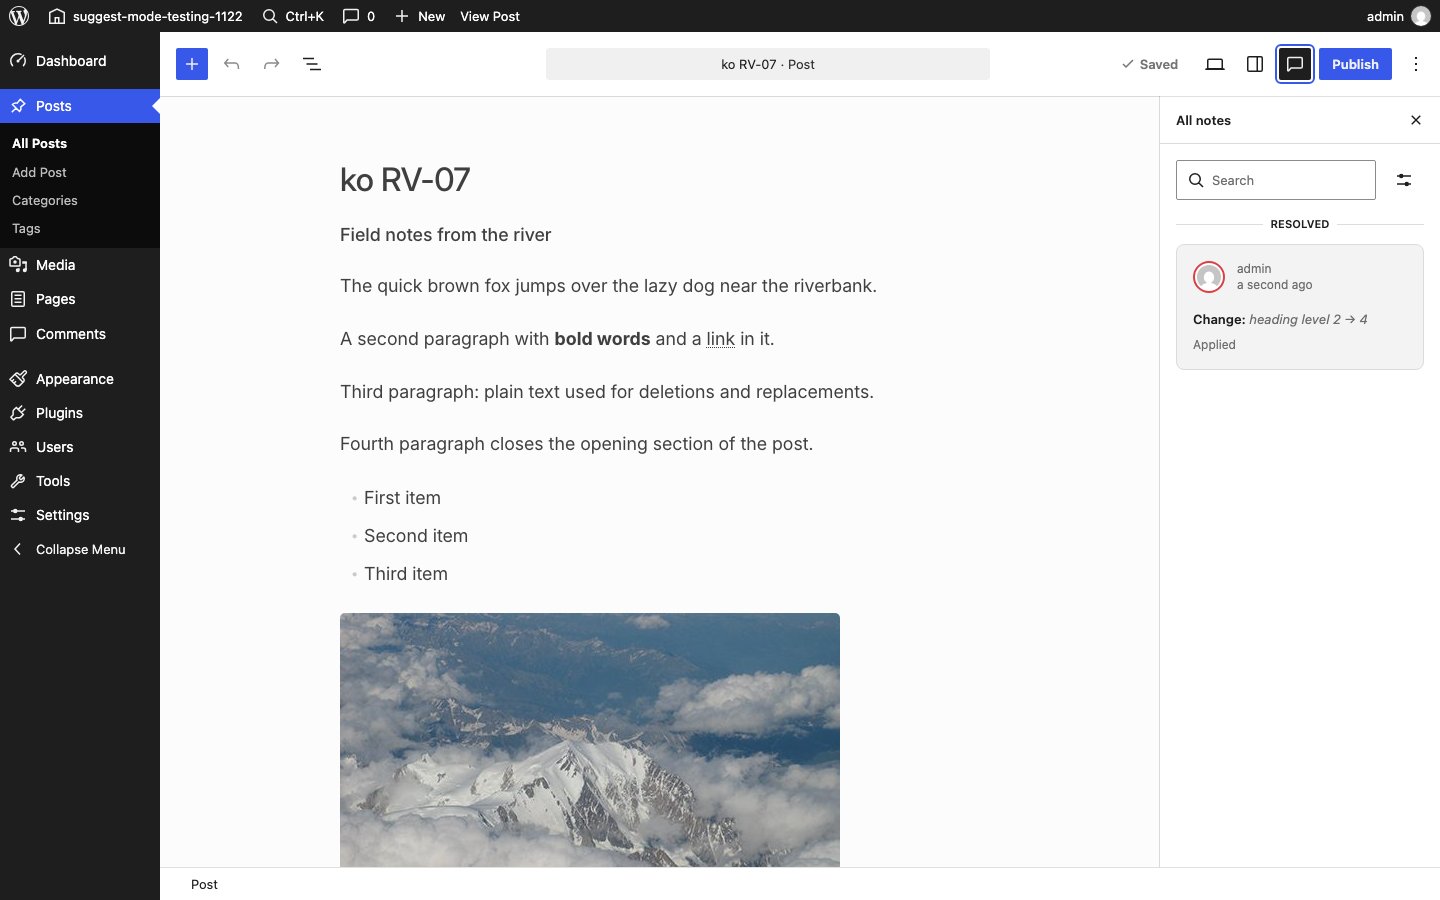 suggest-mode-testing-1122
Ctrl+K
0
New
View Post
admin
Dashboard
Posts
All Posts
Add Post
Categories
Tags
Media
Pages
Comments
Appearance
Plugins
Users
Tools
Settings
Collapse Menu
ko RV-07 · Post
Saved
Publish
ko RV-07
Field notes from the river
The quick brown fox jumps over the lazy dog near the riverbank.
A second paragraph with bold words and a link in it.
Third paragraph: plain text used for deletions and replacements.
Fourth paragraph closes the opening section of the post.
• First item
• Second item
• Third item
All notes
Search
RESOLVED
admin
a second ago
Change: heading level 2 → 4
Applied
Post